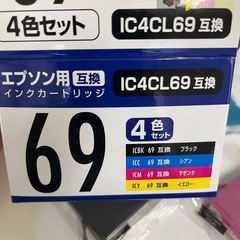 4色セット
IC4CL69 互換
エプソン用 互換
インクカートリッジ
IC4CL69 互換
69
4色
セット
ICBK 69 互換 ブラック
ICC 69 互換 シアン
ICM 69 互換 マゼンタ
ICY 69 互換 イエロー